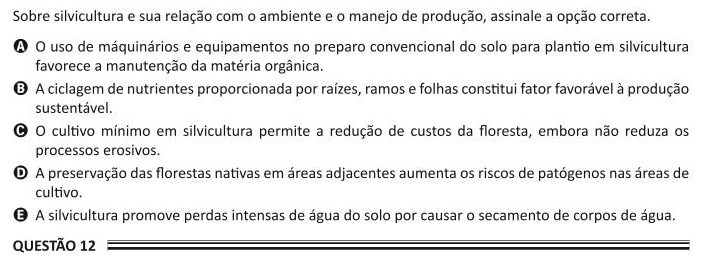 Sobre silvicultura e sua relação com o ambiente e o manejo de produção, assinale a opção correta.
A O uso de máquinários e equipamentos no preparo convencional do solo para plantio em silvicultura
favorece a manutenção da matéria orgânica.
B A ciclagem de nutrientes proporcionada por raízes, ramos e folhas constitui fator favorável à produção
sustentável.
C O cultivo mínimo em silvicultura permite a redução de custos da floresta, embora não reduza os
processos erosivos.
D A preservação das florestas nativas em áreas adjacentes aumenta os riscos de patógenos nas áreas de
cultivo.
E A silvicultura promove perdas intensas de água do solo por causar o secamento de corpos de água.
QUESTÃO 12